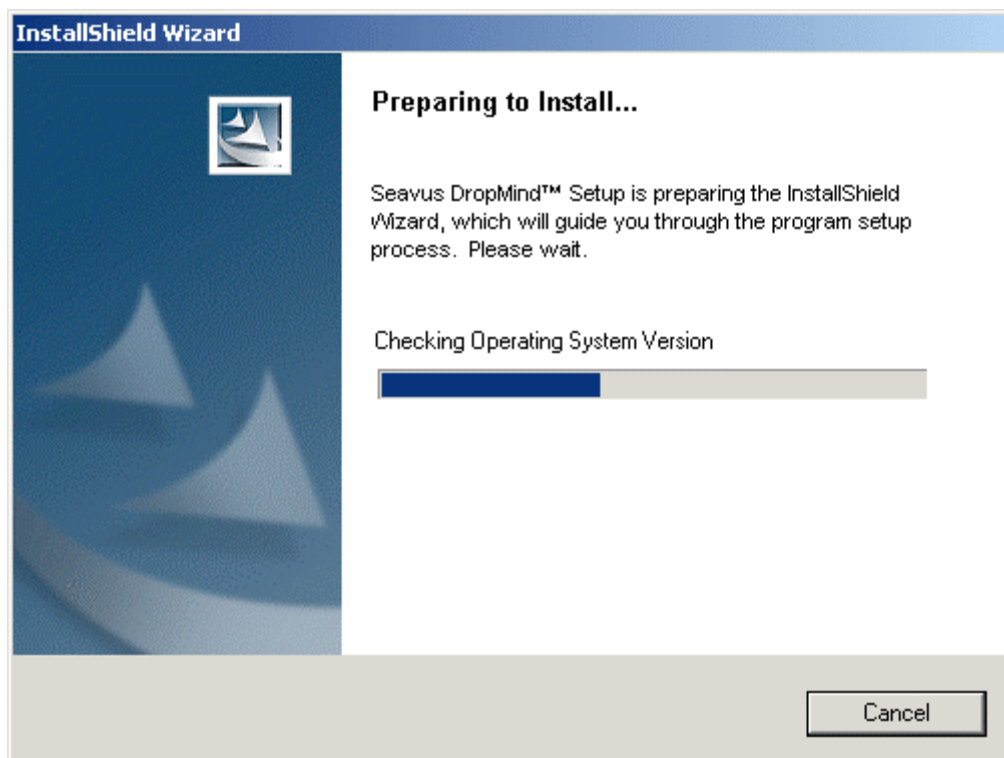 InstallShield Wizard
Preparing to Install...
Seavus DropMind™ Setup is preparing the InstallShield
Wizard, which will guide you through the program setup
process. Please wait.
Checking Operating System Version
Cancel